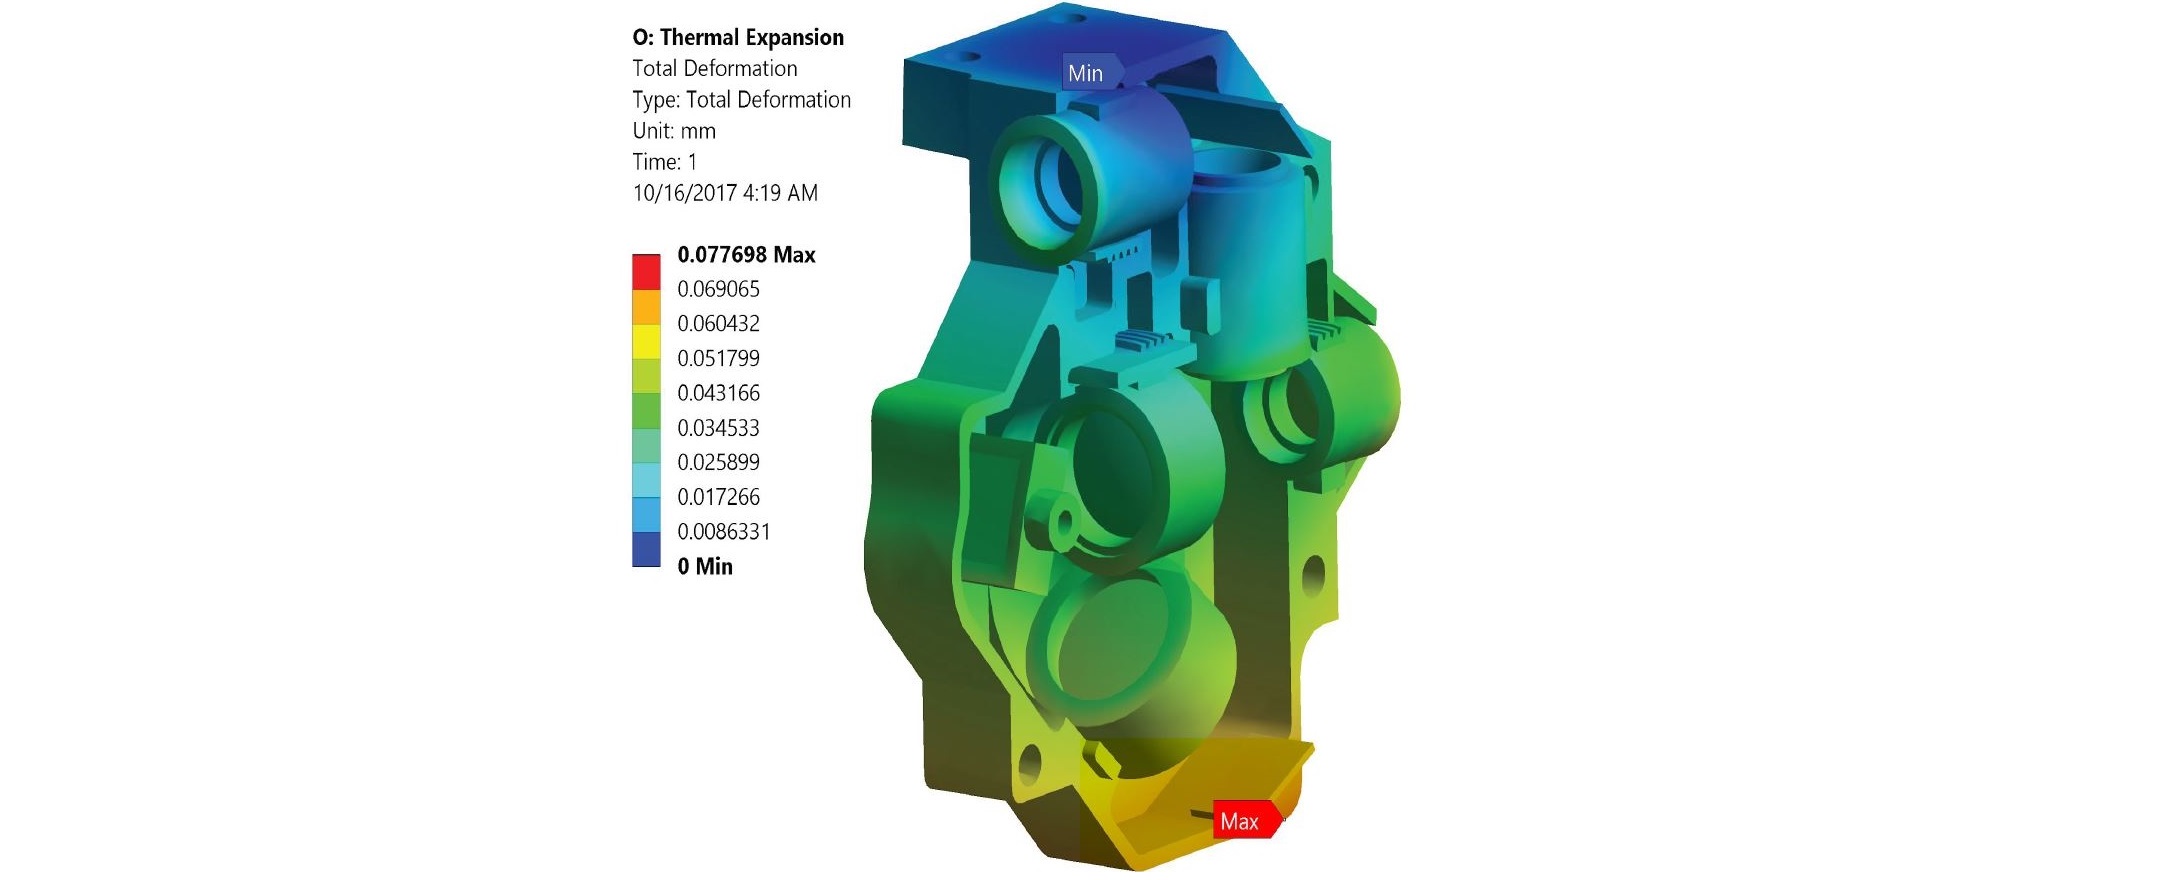 O: Thermal Expansion
Total Deformation
Type: Total Deformation
Unit: mm
Time: 1
10/16/2017 4:19 AM
0.077698 Max
0.069065
0.060432
0.051799
0.043166
0.034533
0.025899
0.017266
0.0086331
0 Min
Min
Max